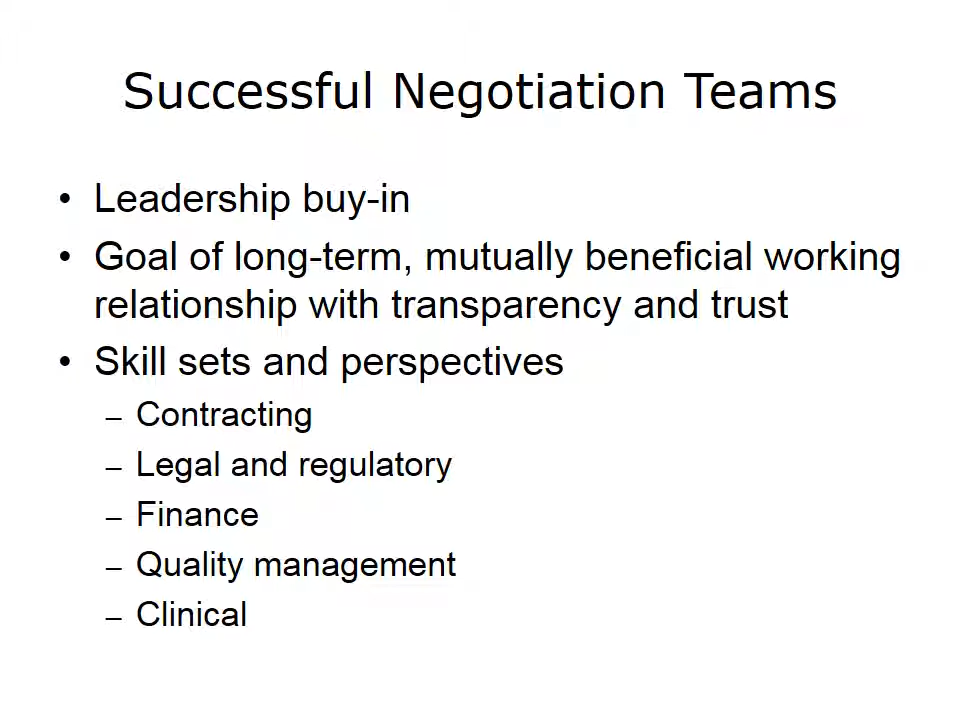 Successful Negotiation Teams
• Leadership buy-in
• Goal of long-term, mutually beneficial working
relationship with transparency and trust
• Skill sets and perspectives
– Contracting
– Legal and regulatory
– Finance
– Quality management
– Clinical